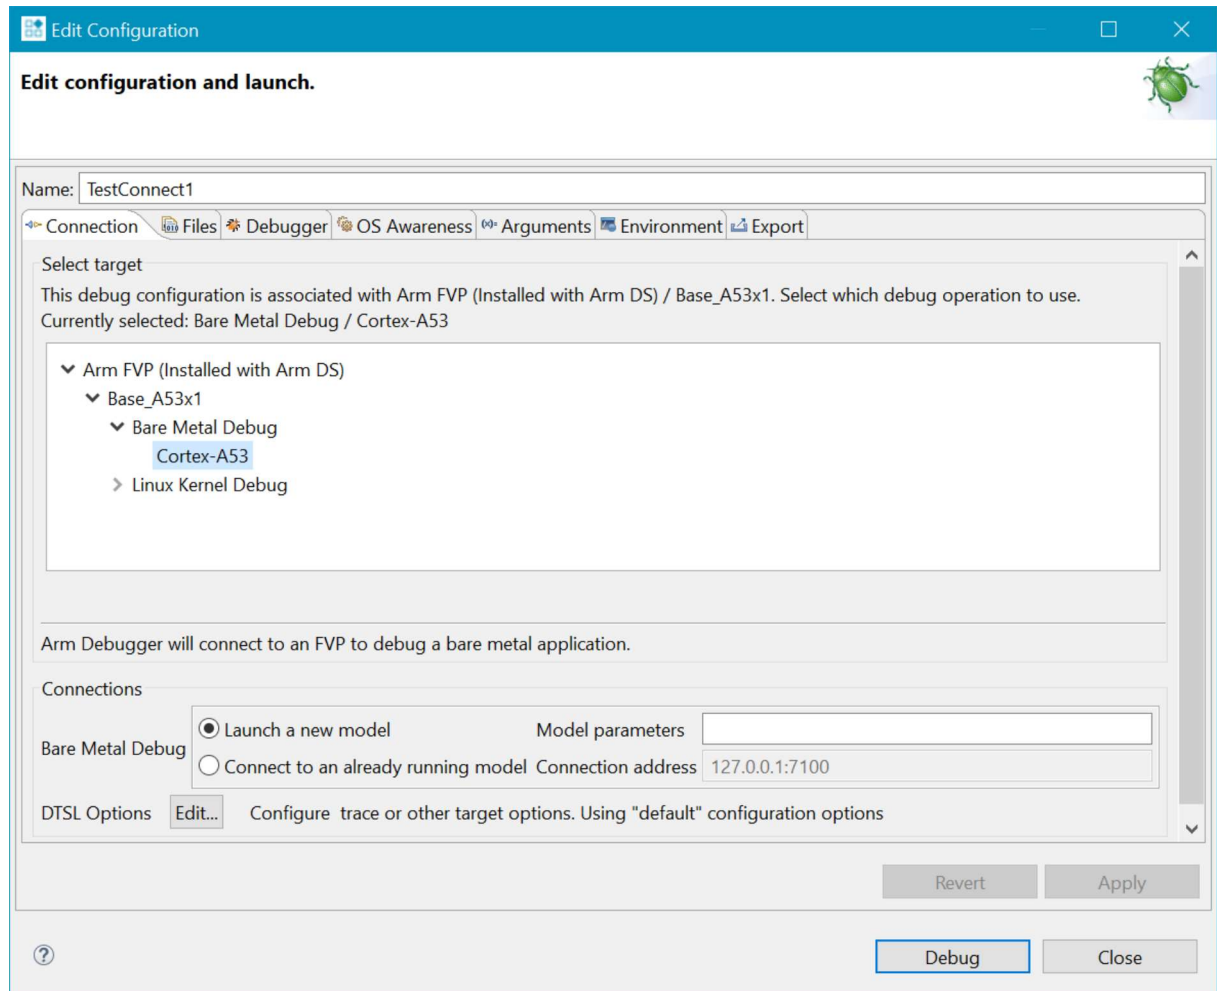 Edit Configuration
Edit configuration and launch.
Name: TestConnect1
Connection Files Debugger OS Awareness Arguments Environment Export
Select target
This debug configuration is associated with Arm FVP (Installed with Arm DS) / Base_A53x1. Select which debug operation to use.
Currently selected: Bare Metal Debug / Cortex-A53
Arm FVP (Installed with Arm DS)
Base_A53x1
Bare Metal Debug
Cortex-A53
Linux Kernel Debug
Arm Debugger will connect to an FVP to debug a bare metal application.
Connections
Bare Metal Debug
Launch a new model Model parameters
Connect to an already running model Connection address 127.0.0.1:7100
DTSL Options Edit... Configure trace or other target options. Using "default" configuration options
Revert Apply
? Debug Close